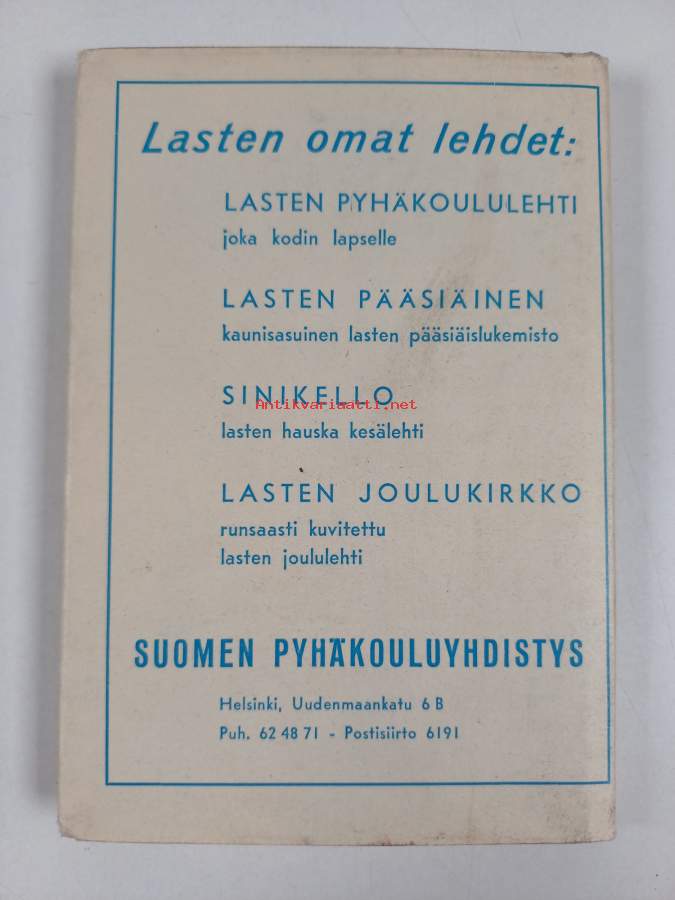 Lasten omat lehdet:
LASTEN PYHÄKOULULEHTI
joka kodin lapselle
LASTEN PÄÄSIÄINEN
kaunisasuinen lasten pääsiäislukemisto
SINIKELLO
Antikvariaatti.net
lasten hauska kesälehti
LASTEN JOULUKIRKKO
runsaasti kuvitettu
lasten joululehti
SUOMEN PYHÄKOULUYHDISTYS
Helsinki, Uudenmaankatu 6 B
Puh. 62 48 71 - Postisiirto 6191